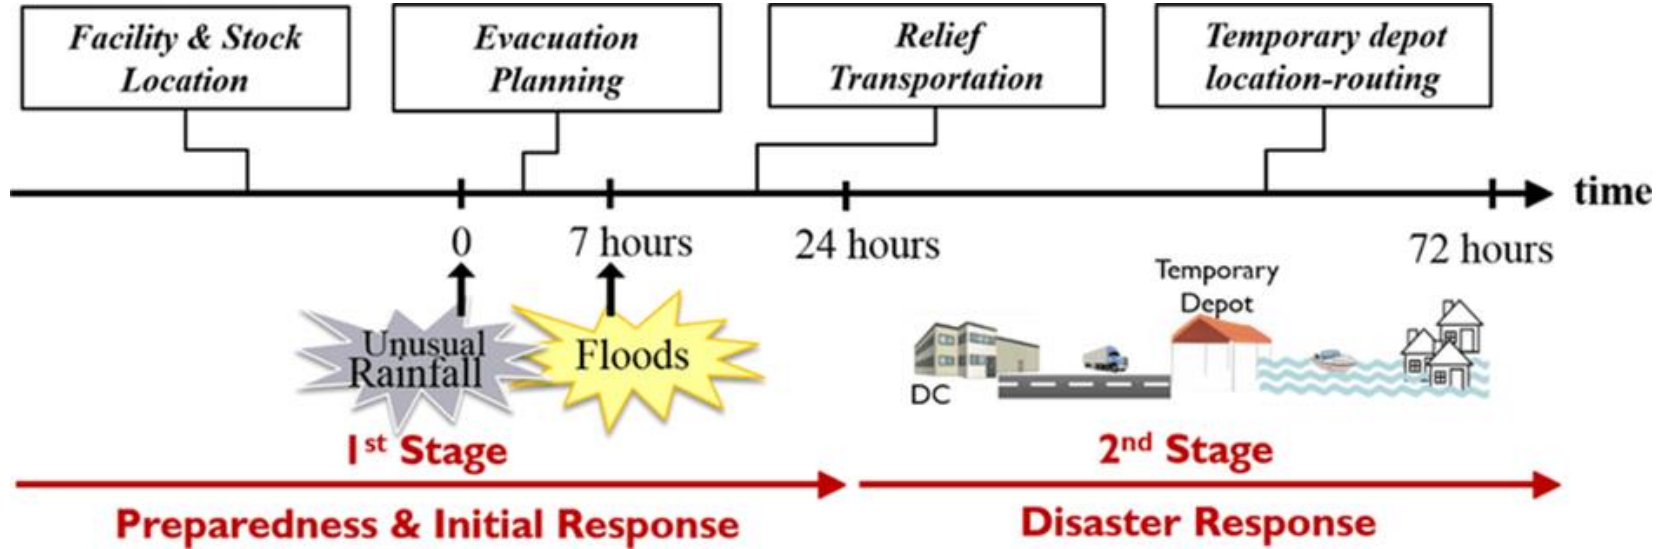 Facility & Stock
Location
Evacuation
Planning
Relief
Transportation
Temporary depot
location-routing
time
0
7 hours
24 hours
72 hours
Unusual
Rainfall
Floods
Temporary
Depot
DC
1st Stage
2nd Stage
Preparedness & Initial Response
Disaster Response